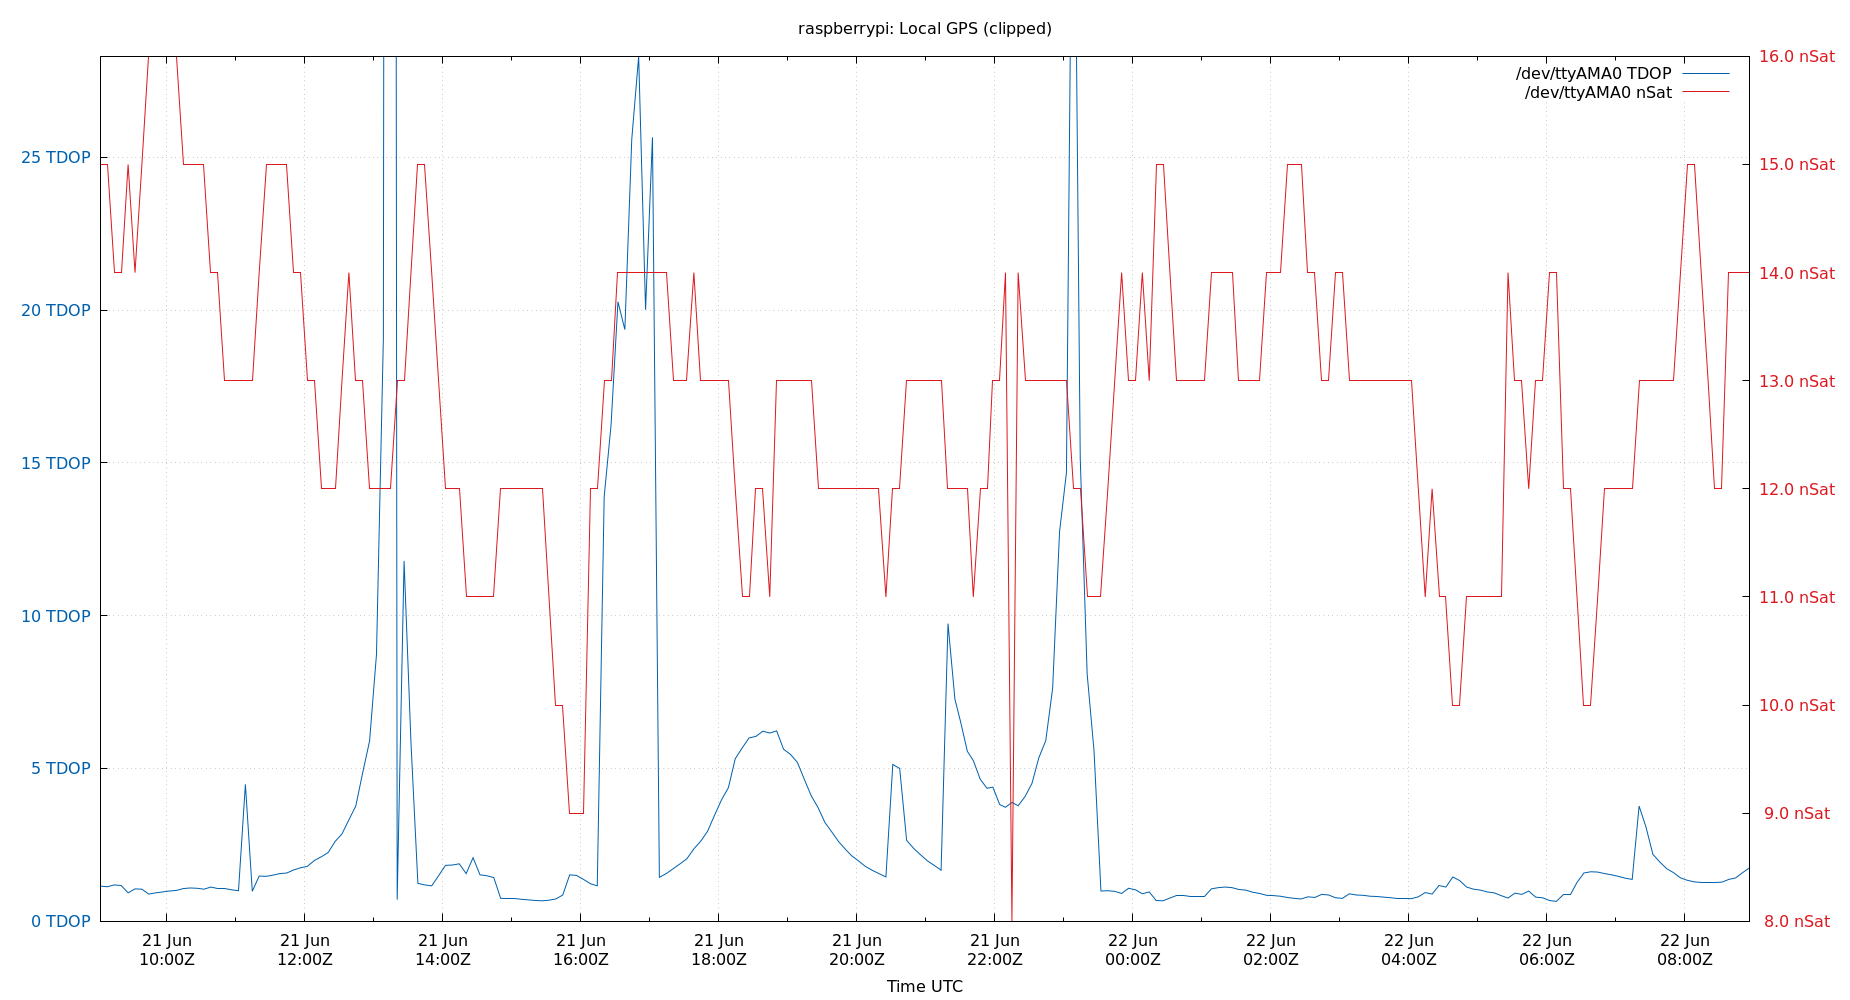 raspberrypi: Local GPS (clipped)
/dev/ttyAMA0 TDOP
/dev/ttyAMA0 nSat
25 TDOP
20 TDOP
15 TDOP
10 TDOP
5 TDOP
0 TDOP
16.0 nSat
15.0 nSat
14.0 nSat
13.0 nSat
12.0 nSat
11.0 nSat
10.0 nSat
9.0 nSat
8.0 nSat
21 Jun 21 Jun 21 Jun 21 Jun 21 Jun 21 Jun 21 Jun 22 Jun 22 Jun 22 Jun 22 Jun 22 Jun
10:00Z 12:00Z 14:00Z 16:00Z 18:00Z 20:00Z 22:00Z 00:00Z 02:00Z 04:00Z 06:00Z 08:00Z
Time UTC